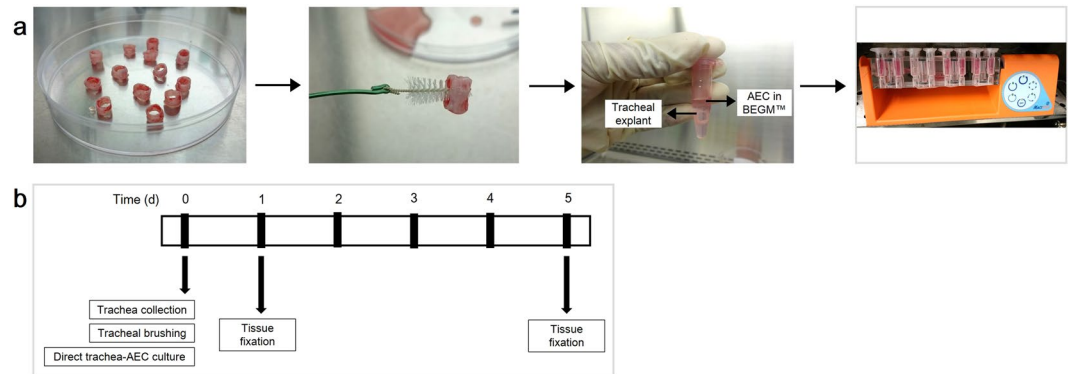 a
Tracheal
explant
AEC in
BEGM™
b
Time (d) 0 1 2 3 4 5
Trachea collection
Tracheal brushing
Direct trachea-AEC culture
Tissue
fixation
Tissue
fixation